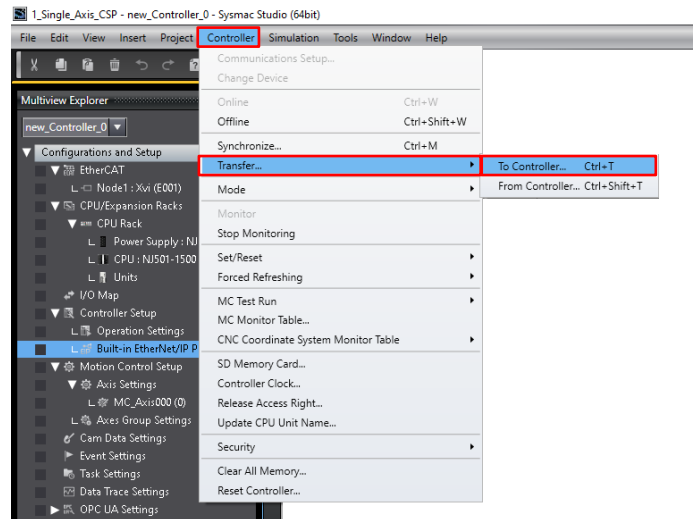 1_Single_Axis_CSP - new_Controller_0 - Sysmac Studio (64bit)
File Edit View Insert Project Controller Simulation Tools Window Help
Multiview Explorer
new_Controller_0
Configurations and Setup
EtherCAT
Node1 : Xvi (E001)
CPU/Expansion Racks
CPU Rack
Power Supply : NJ
CPU : NJ501-1500
Units
I/O Map
Controller Setup
Operation Settings
Built-in EtherNet/IP P
Motion Control Setup
Axis Settings
MC_Axis000 (0)
Axes Group Settings
Cam Data Settings
Event Settings
Task Settings
Data Trace Settings
OPC UA Settings
Communications Setup...
Change Device
Online Ctrl+W
Offline Ctrl+Shift+W
Synchronize... Ctrl+M
Transfer...
Mode
Monitor
Stop Monitoring
Set/Reset
Forced Refreshing
MC Test Run
MC Monitor Table...
CNC Coordinate System Monitor Table
SD Memory Card...
Controller Clock...
Release Access Right...
Update CPU Unit Name...
Security
Clear All Memory...
Reset Controller...
To Controller... Ctrl+T
From Controller... Ctrl+Shift+T